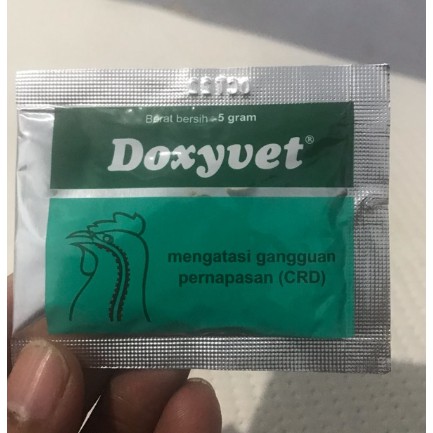 Berat bersih 5 gram
Doxyvet®
mengatasi gangguan
pernapasan (CRD)